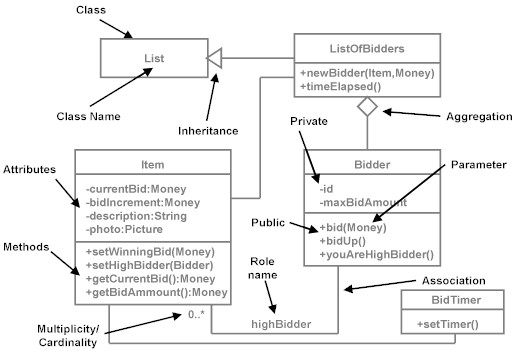 Class
List
Class Name
Inheritance
ListOfBidders
+newBidder(Item,Money)
+timeElapsed()
Aggregation
Private
Parameter
Attributes
Item
-currentBid:Money
-bidIncrement:Money
-description:String
-photo:Picture
Methods
+setWinningBid(Money)
+setHighBidder(Bidder)
+getCurrentBid():Money
+getBidAmmount():Money
Bidder
-id
-maxBidAmount
Public
+bid(Money)
+bidUp()
+youAreHighBidder()
Role
name
Association
Multiplicity/
Cardinality
0..*
highBidder
BidTimer
+setTimer()